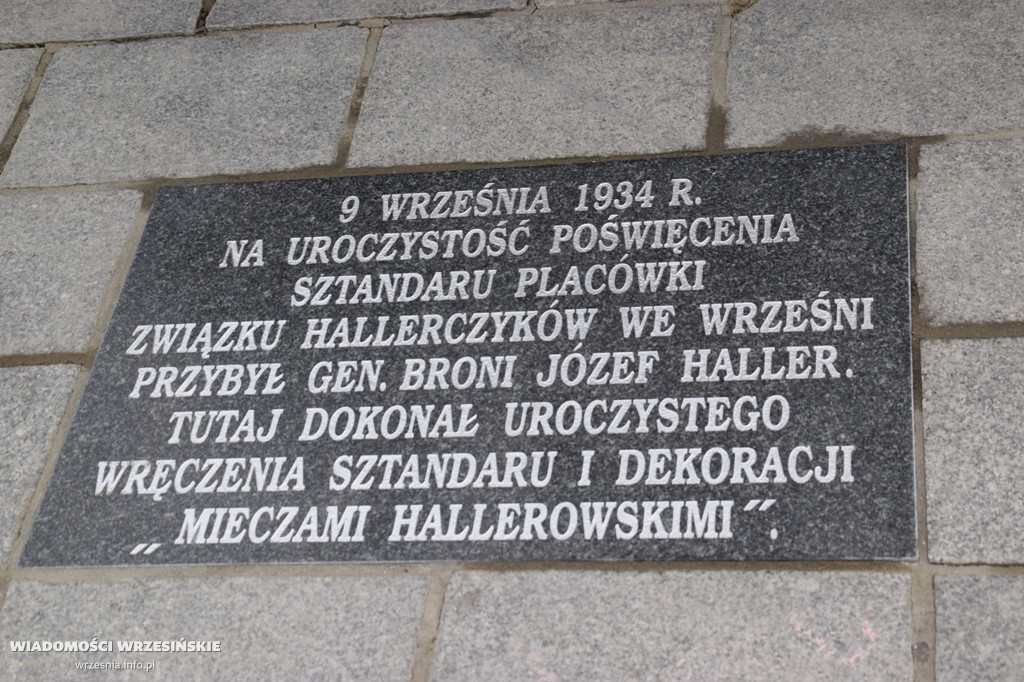 9 WRZEŚNIA 1934 R.
NA UROCZYSTOŚĆ POŚWIĘCENIA
SZTANDARU PLACÓWKI
ZWIĄZKU HALLERCZYKÓW WE WRZEŚNI
PRZYBYŁ GEN. BRONI JÓZEF HALLER.
TUTAJ DOKONAŁ UROCZYSTEGO
WRĘCZENIA SZTANDARU I DEKORACJI
„MIECZAMI HALLEROWSKIMI”.
WIADOMOŚCI WRZESIŃSKIE
wrzesnia.info.pl